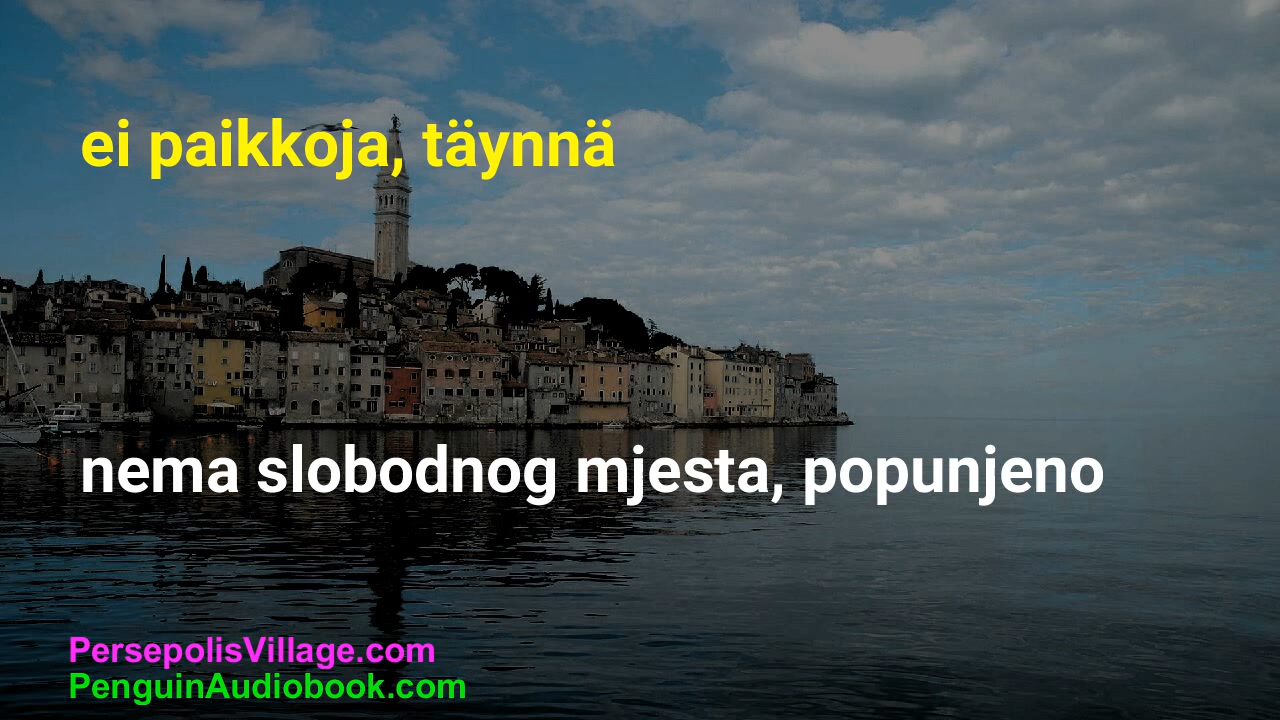 ei paikkoja, täynnä
nema slobodnog mjesta, popunjeno
PersepolisVillage.com
PenguinAudiobook.com